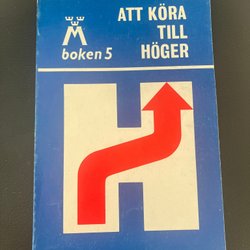 ATT KÖRA
TILL
HÖGER
M
boken 5
H